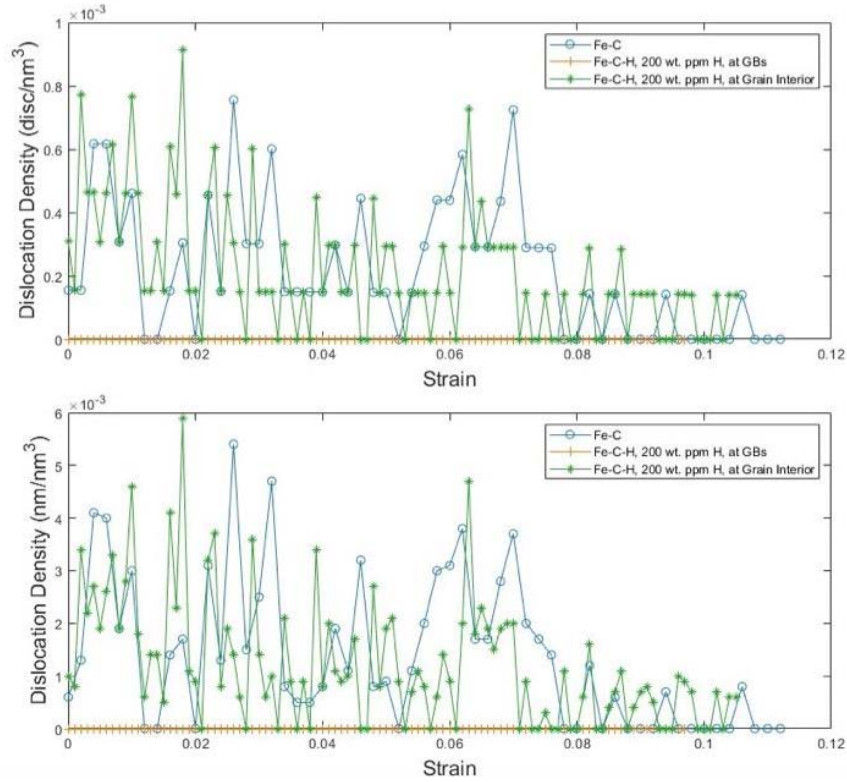 ×10⁻³
1
0.8
0.6
0.4
0.2
0
Dislocation Density (disc/nm³)
Fe-C
Fe-C-H, 200 wt. ppm H, at GBs
Fe-C-H, 200 wt. ppm H, at Grain Interior
0 0.02 0.04 0.06 0.08 0.1 0.12
Strain
×10⁻³
6
5
4
3
2
1
0
Dislocation Density (nm/nm³)
Fe-C
Fe-C-H, 200 wt. ppm H, at GBs
Fe-C-H, 200 wt. ppm H, at Grain Interior
0 0.02 0.04 0.06 0.08 0.1 0.12
Strain